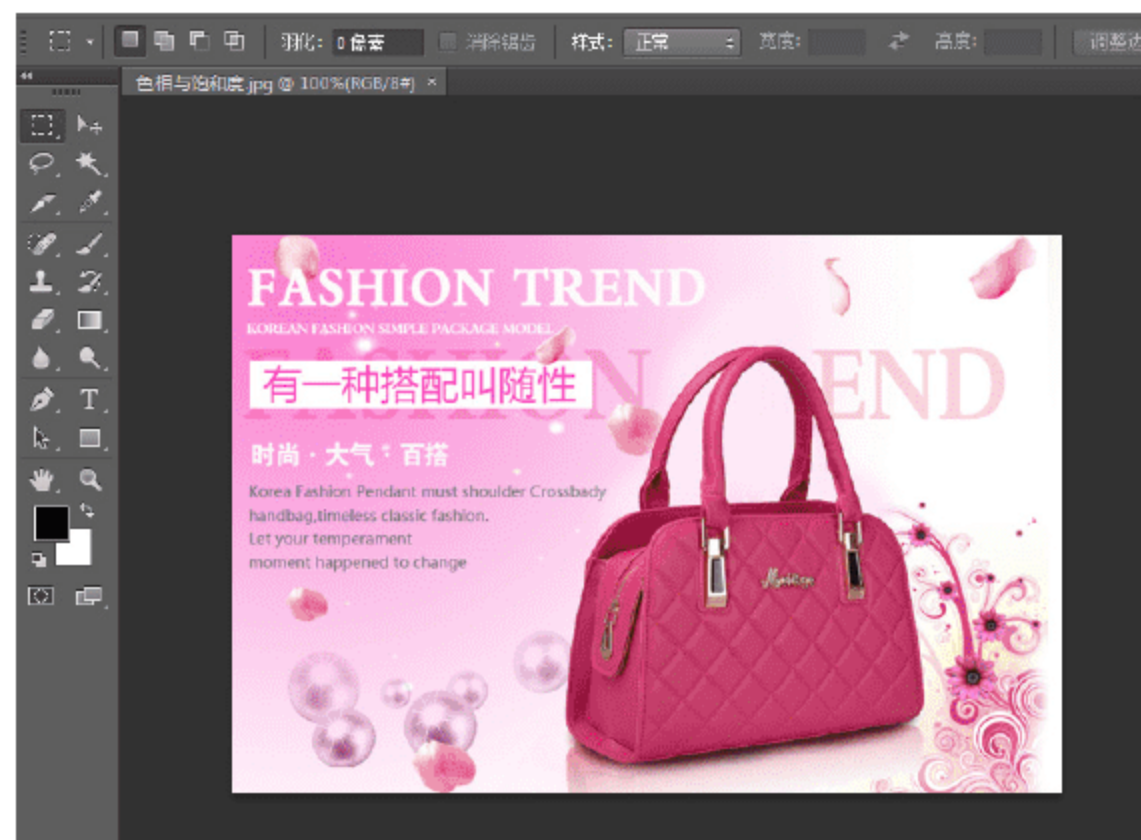 羽化: 0 像素 消除锯齿 样式: 正常 宽度: 高度: 调整边
色相与饱和度.jpg @ 100%(RGB/8#) ×
FASHION TREND
KOREAN FASHION SIMPLE PACKAGE MODEL
FASHION TREND
有一种搭配叫随性
时尚·大气·百搭
Korea Fashion Pendant must shoulder Crossbady
handbag,timeless classic fashion.
Let your temperament
moment happened to change
T